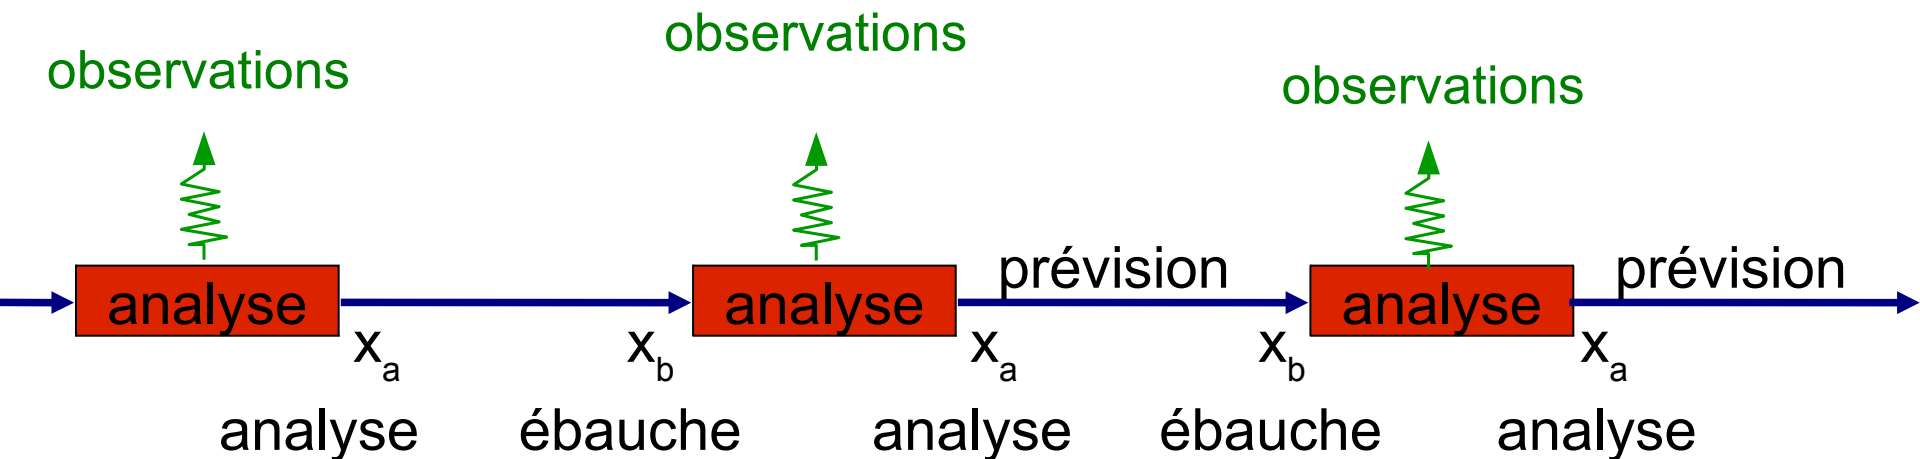 observations
observations
observations
prévision
prévision
analyse
analyse
analyse
xa
xb
xa
xb
xa
analyse
ébauche
analyse
ébauche
analyse